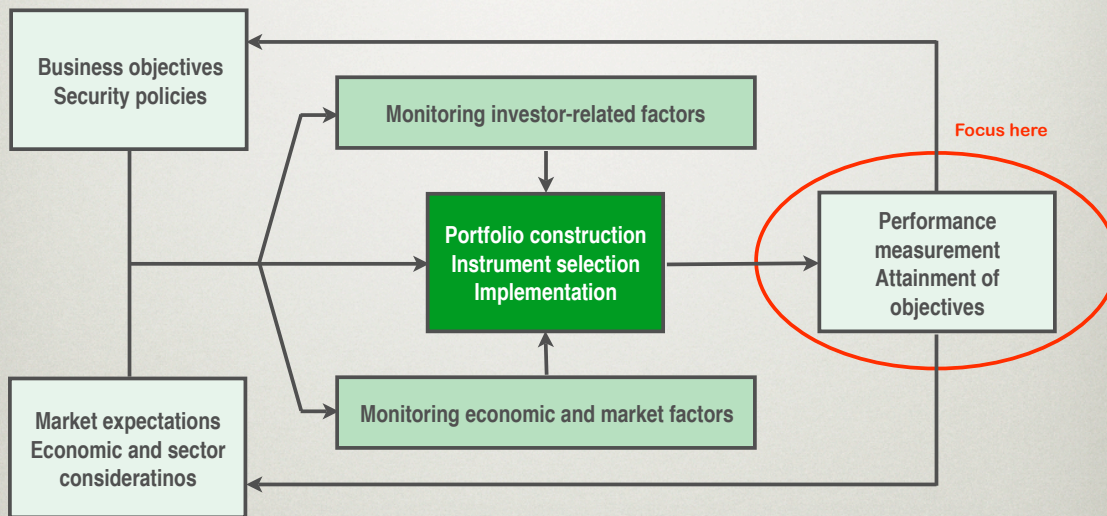 Business objectives
Security policies
Monitoring investor-related factors
Focus here
Portfolio construction
Instrument selection
Implementation
Performance
measurement
Attainment of
objectives
Monitoring economic and market factors
Market expectations
Economic and sector
consideratinos